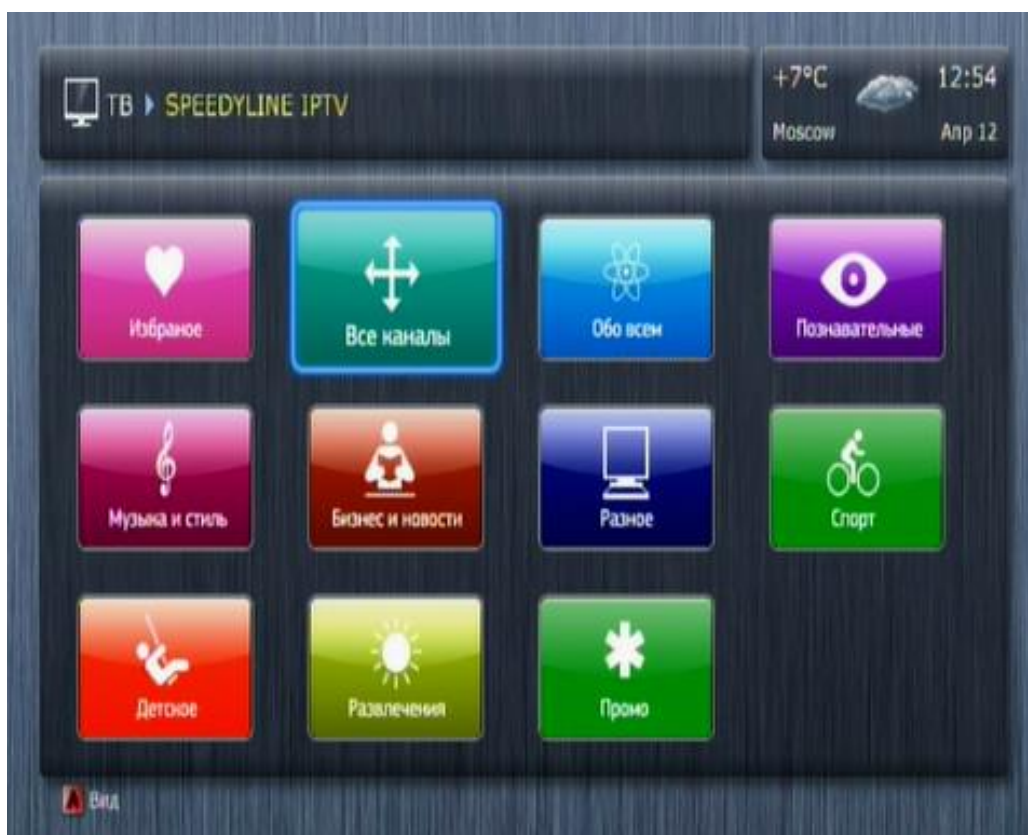 ТВ SPEEDYLINE IPTV
+7°C 12:54
Moscow Апр 12
Избраное
Все каналы
Обо всем
Познавательные
Музыка и стиль
Бизнес и новости
Разное
Спорт
Детское
Развлечения
Промо
A Вид